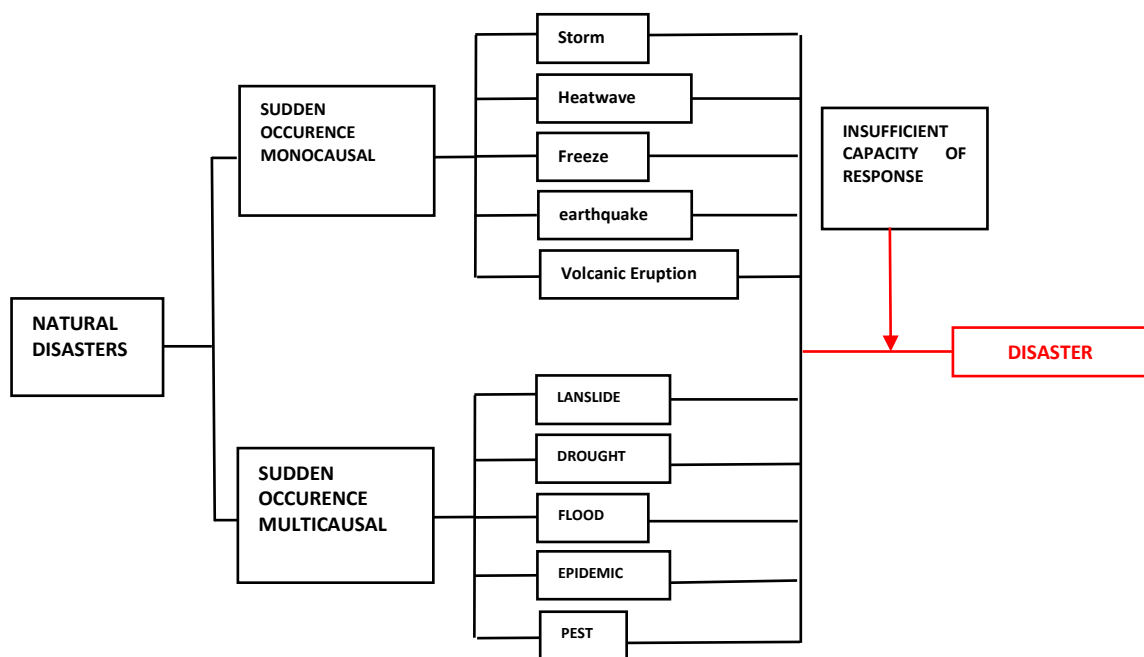 Storm
Heatwave
SUDDEN
OCCURENCE
MONOCAUSAL
Freeze
earthquake
Volcanic Eruption
INSUFFICIENT
CAPACITY OF
RESPONSE
NATURAL
DISASTERS
DISASTER
LANSLIDE
DROUGHT
SUDDEN
OCCURENCE
MULTICAUSAL
FLOOD
EPIDEMIC
PEST